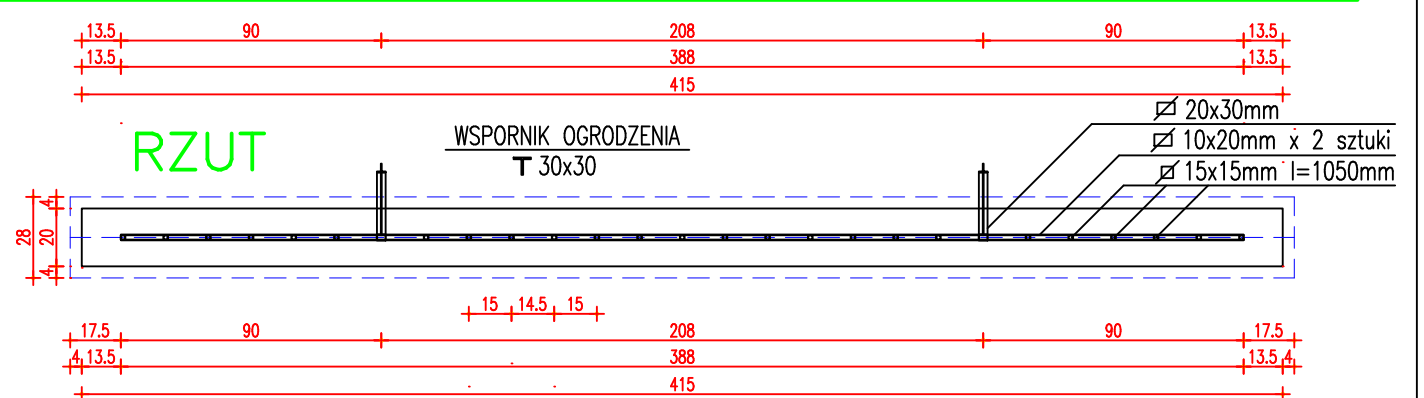 13.5 90 208 90 13.5
13.5 388 13.5
415
RZUT
WSPORNIK OGRODZENIA
T 30x30
20x30mm
10x20mm x 2 sztuki
15x15mm l=1050mm
28
4
20
4
15 14.5 15
17.5 90 208 90 17.5
4 13.5 388 13.5 4
415